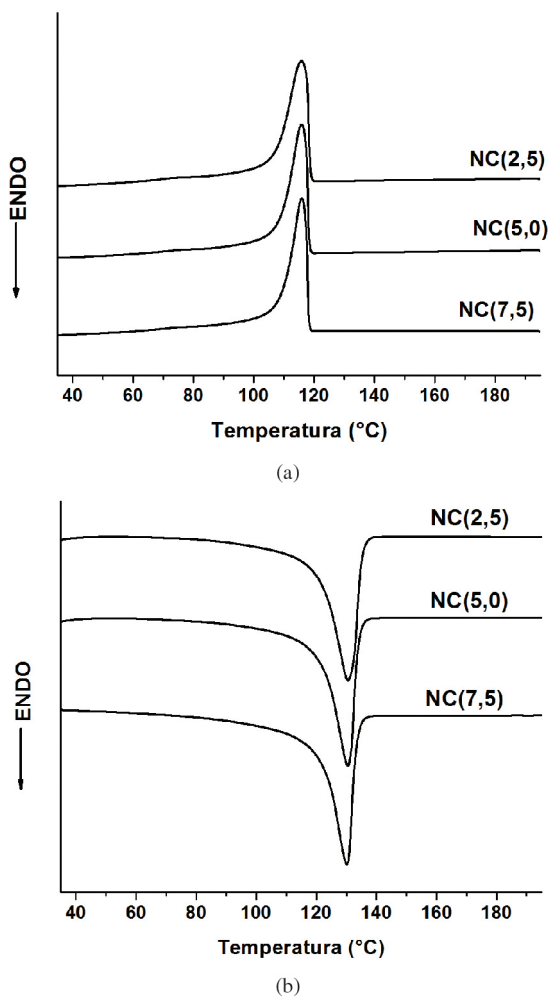 NC(2,5)
NC(5,0)
NC(7,5)
ENDO
40 60 80 100 120 140 160 180
Temperatura (°C)
(a)
NC(2,5)
NC(5,0)
NC(7,5)
ENDO
40 60 80 100 120 140 160 180
Temperatura (°C)
(b)